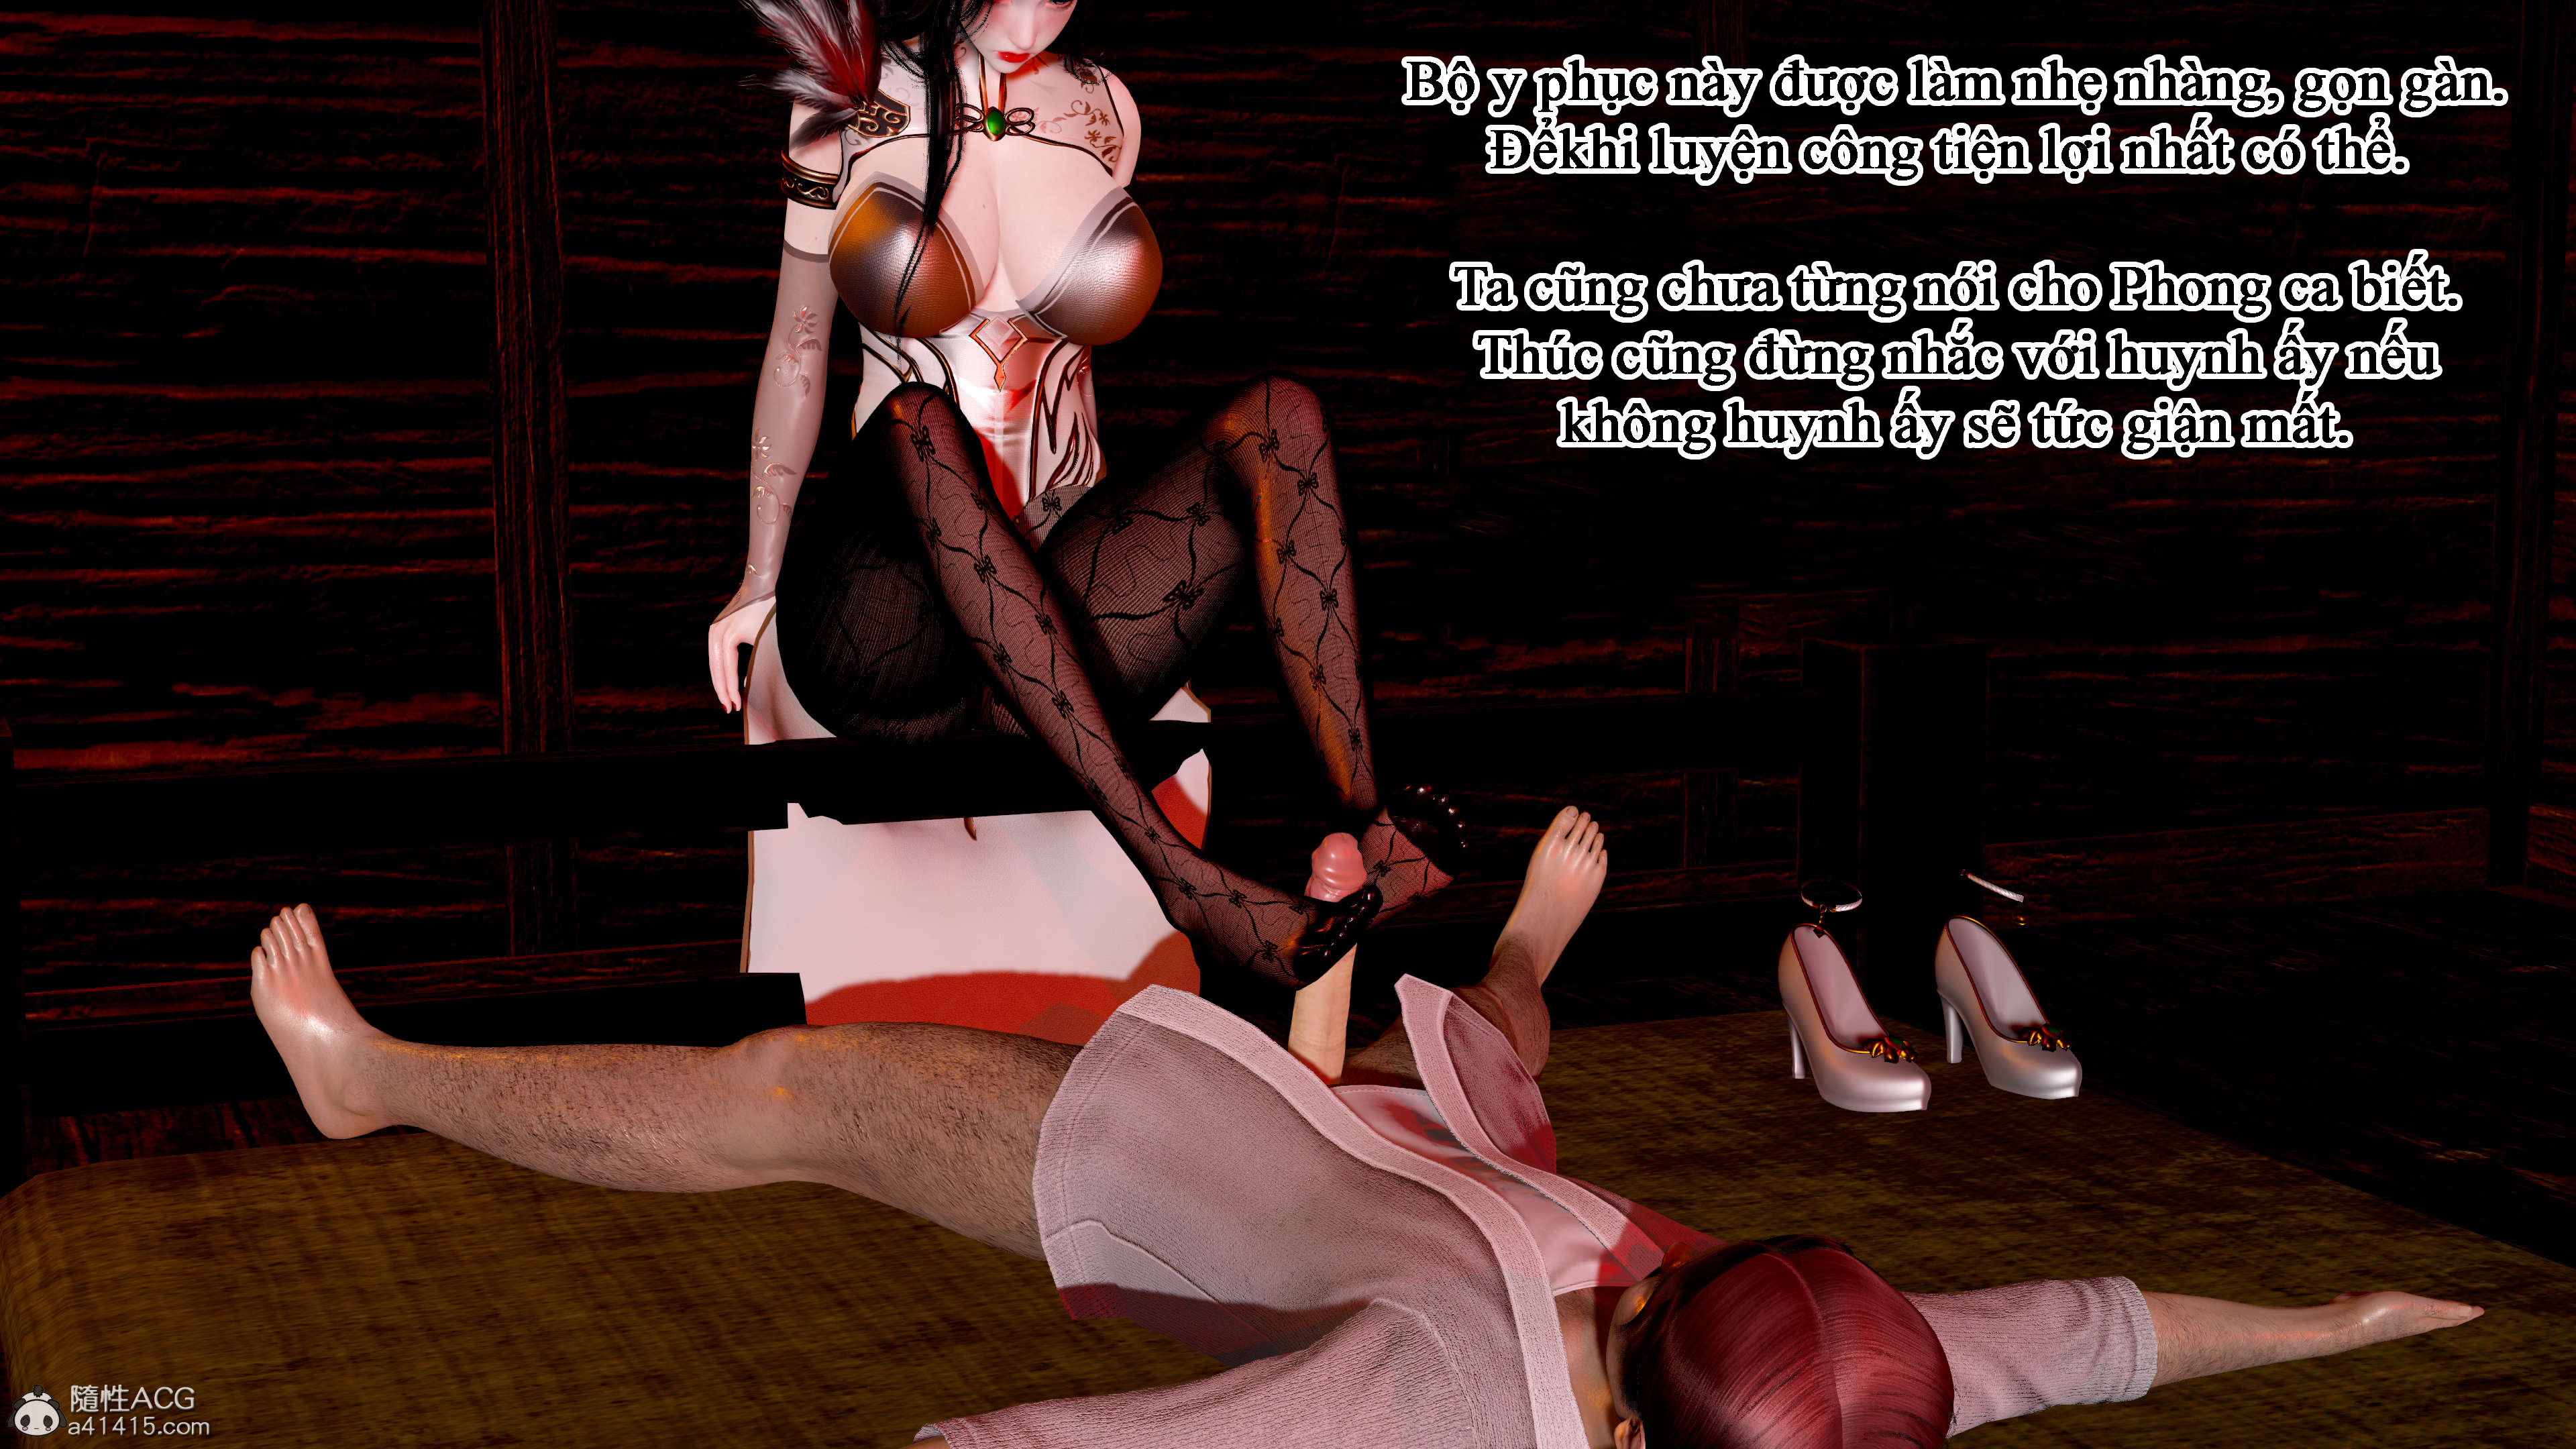 Bộ y phục này được làm nhẹ nhàng, gọn gàn.
Đểkhi luyện công tiện lợi nhất có thể.
Ta cũng chưa từng nói cho Phong ca biết.
Thúc cũng đừng nhắc với huynh ấy nếu
không huynh ấy sẽ tức giận mất.
隨性ACG
a41415.com